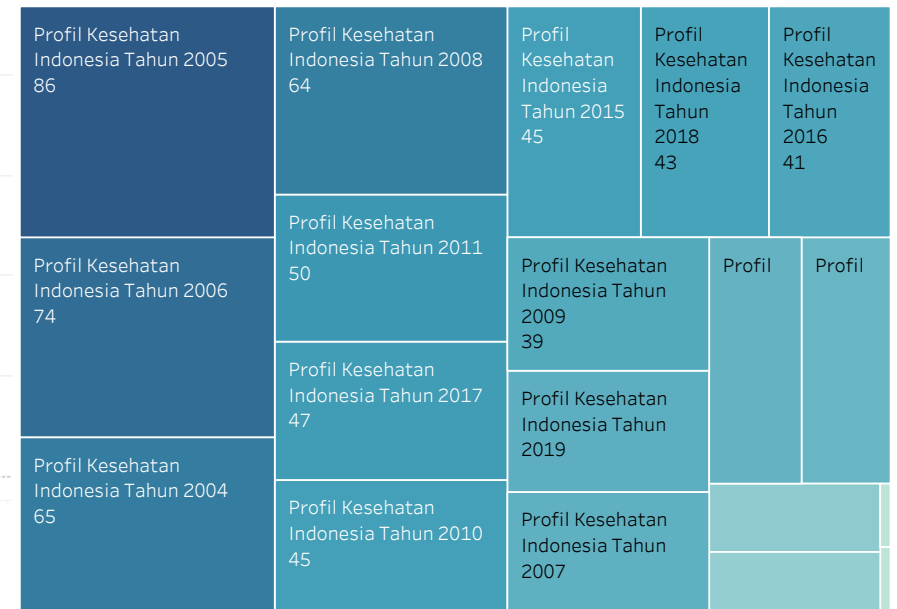 Profil Kesehatan
Indonesia Tahun 2005
86
Profil Kesehatan
Indonesia Tahun 2006
74
Profil Kesehatan
Indonesia Tahun 2004
65
Profil Kesehatan
Indonesia Tahun 2008
64
Profil Kesehatan
Indonesia Tahun 2011
50
Profil Kesehatan
Indonesia Tahun 2017
47
Profil Kesehatan
Indonesia Tahun 2010
45
Profil
Kesehatan
Indonesia
Tahun 2015
45
Profil
Kesehatan
Indonesia
Tahun
2018
43
Profil
Kesehatan
Indonesia
Tahun
2016
41
Profil Kesehatan
Indonesia Tahun
2009
39
Profil Kesehatan
Indonesia Tahun
2019
Profil Kesehatan
Indonesia Tahun
2007
Profil
Profil